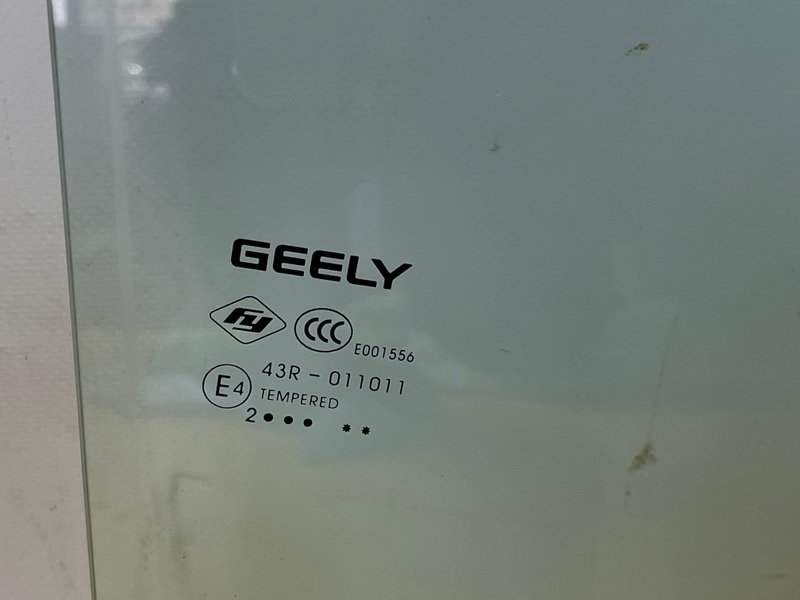 GEELY
fy CCC E001556
E4 43R - 011011
TEMPERED
2●●● ✱✱